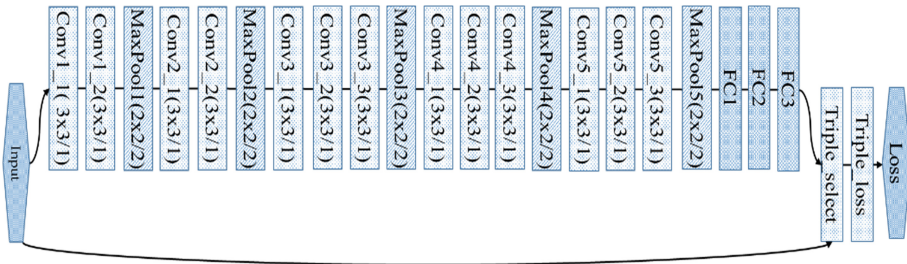 Input
Conv1_1( 3x3/1)
Conv1_2(3x3/1)
MaxPool1(2x2/2)
Conv2_1(3x3/1)
Conv2_2(3x3/1)
MaxPool2(2x2/2)
Conv3_1(3x3/1)
Conv3_2(3x3/1)
Conv3_3(3x3/1)
MaxPool3(2x2/2)
Conv4_1(3x3/1)
Conv4_2(3x3/1)
Conv4_3(3x3/1)
MaxPool4(2x2/2)
Conv5_1(3x3/1)
Conv5_2(3x3/1)
Conv5_3(3x3/1)
MaxPool5(2x2/2)
FC1
FC2
FC3
Triple_select
Triple_loss
Loss